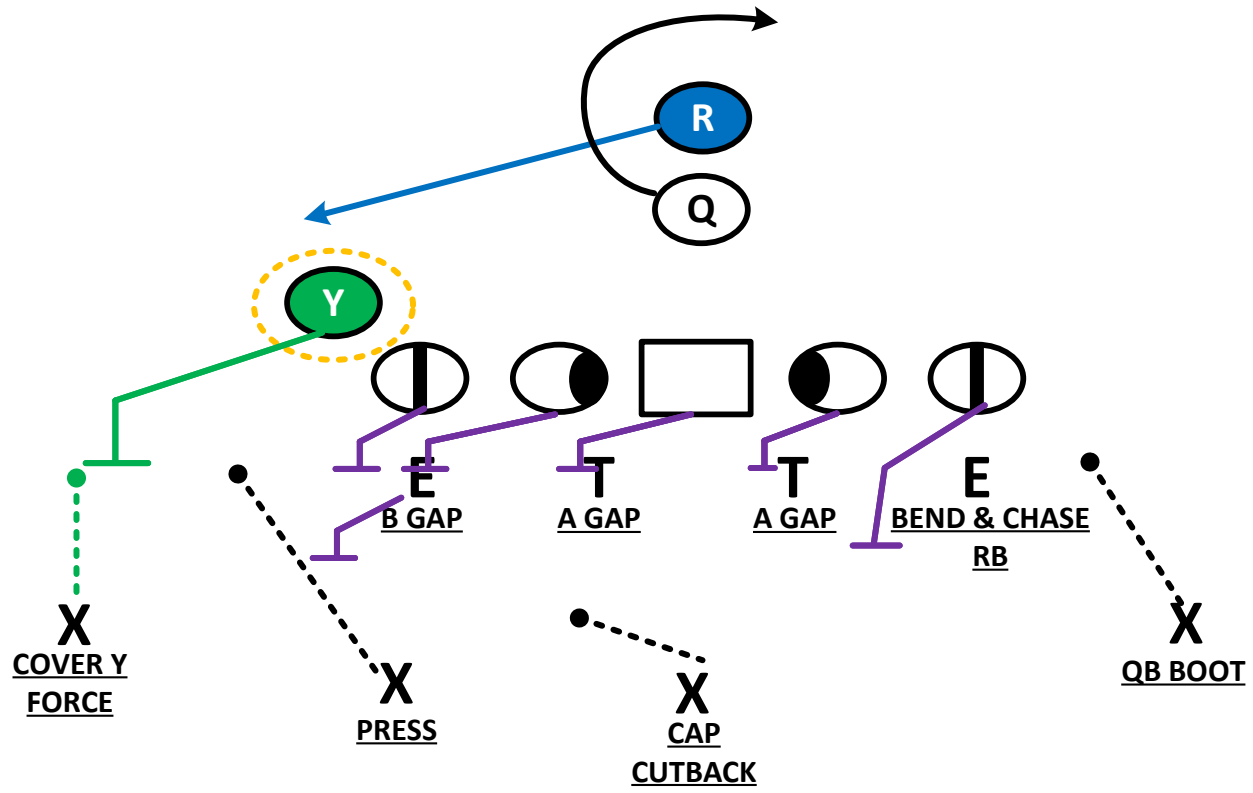 R
Q
Y
E
T
T
E
B GAP
A GAP
A GAP
BEND & CHASE
RB
X
COVER Y
FORCE
X
PRESS
X
CAP
CUTBACK
X
QB BOOT